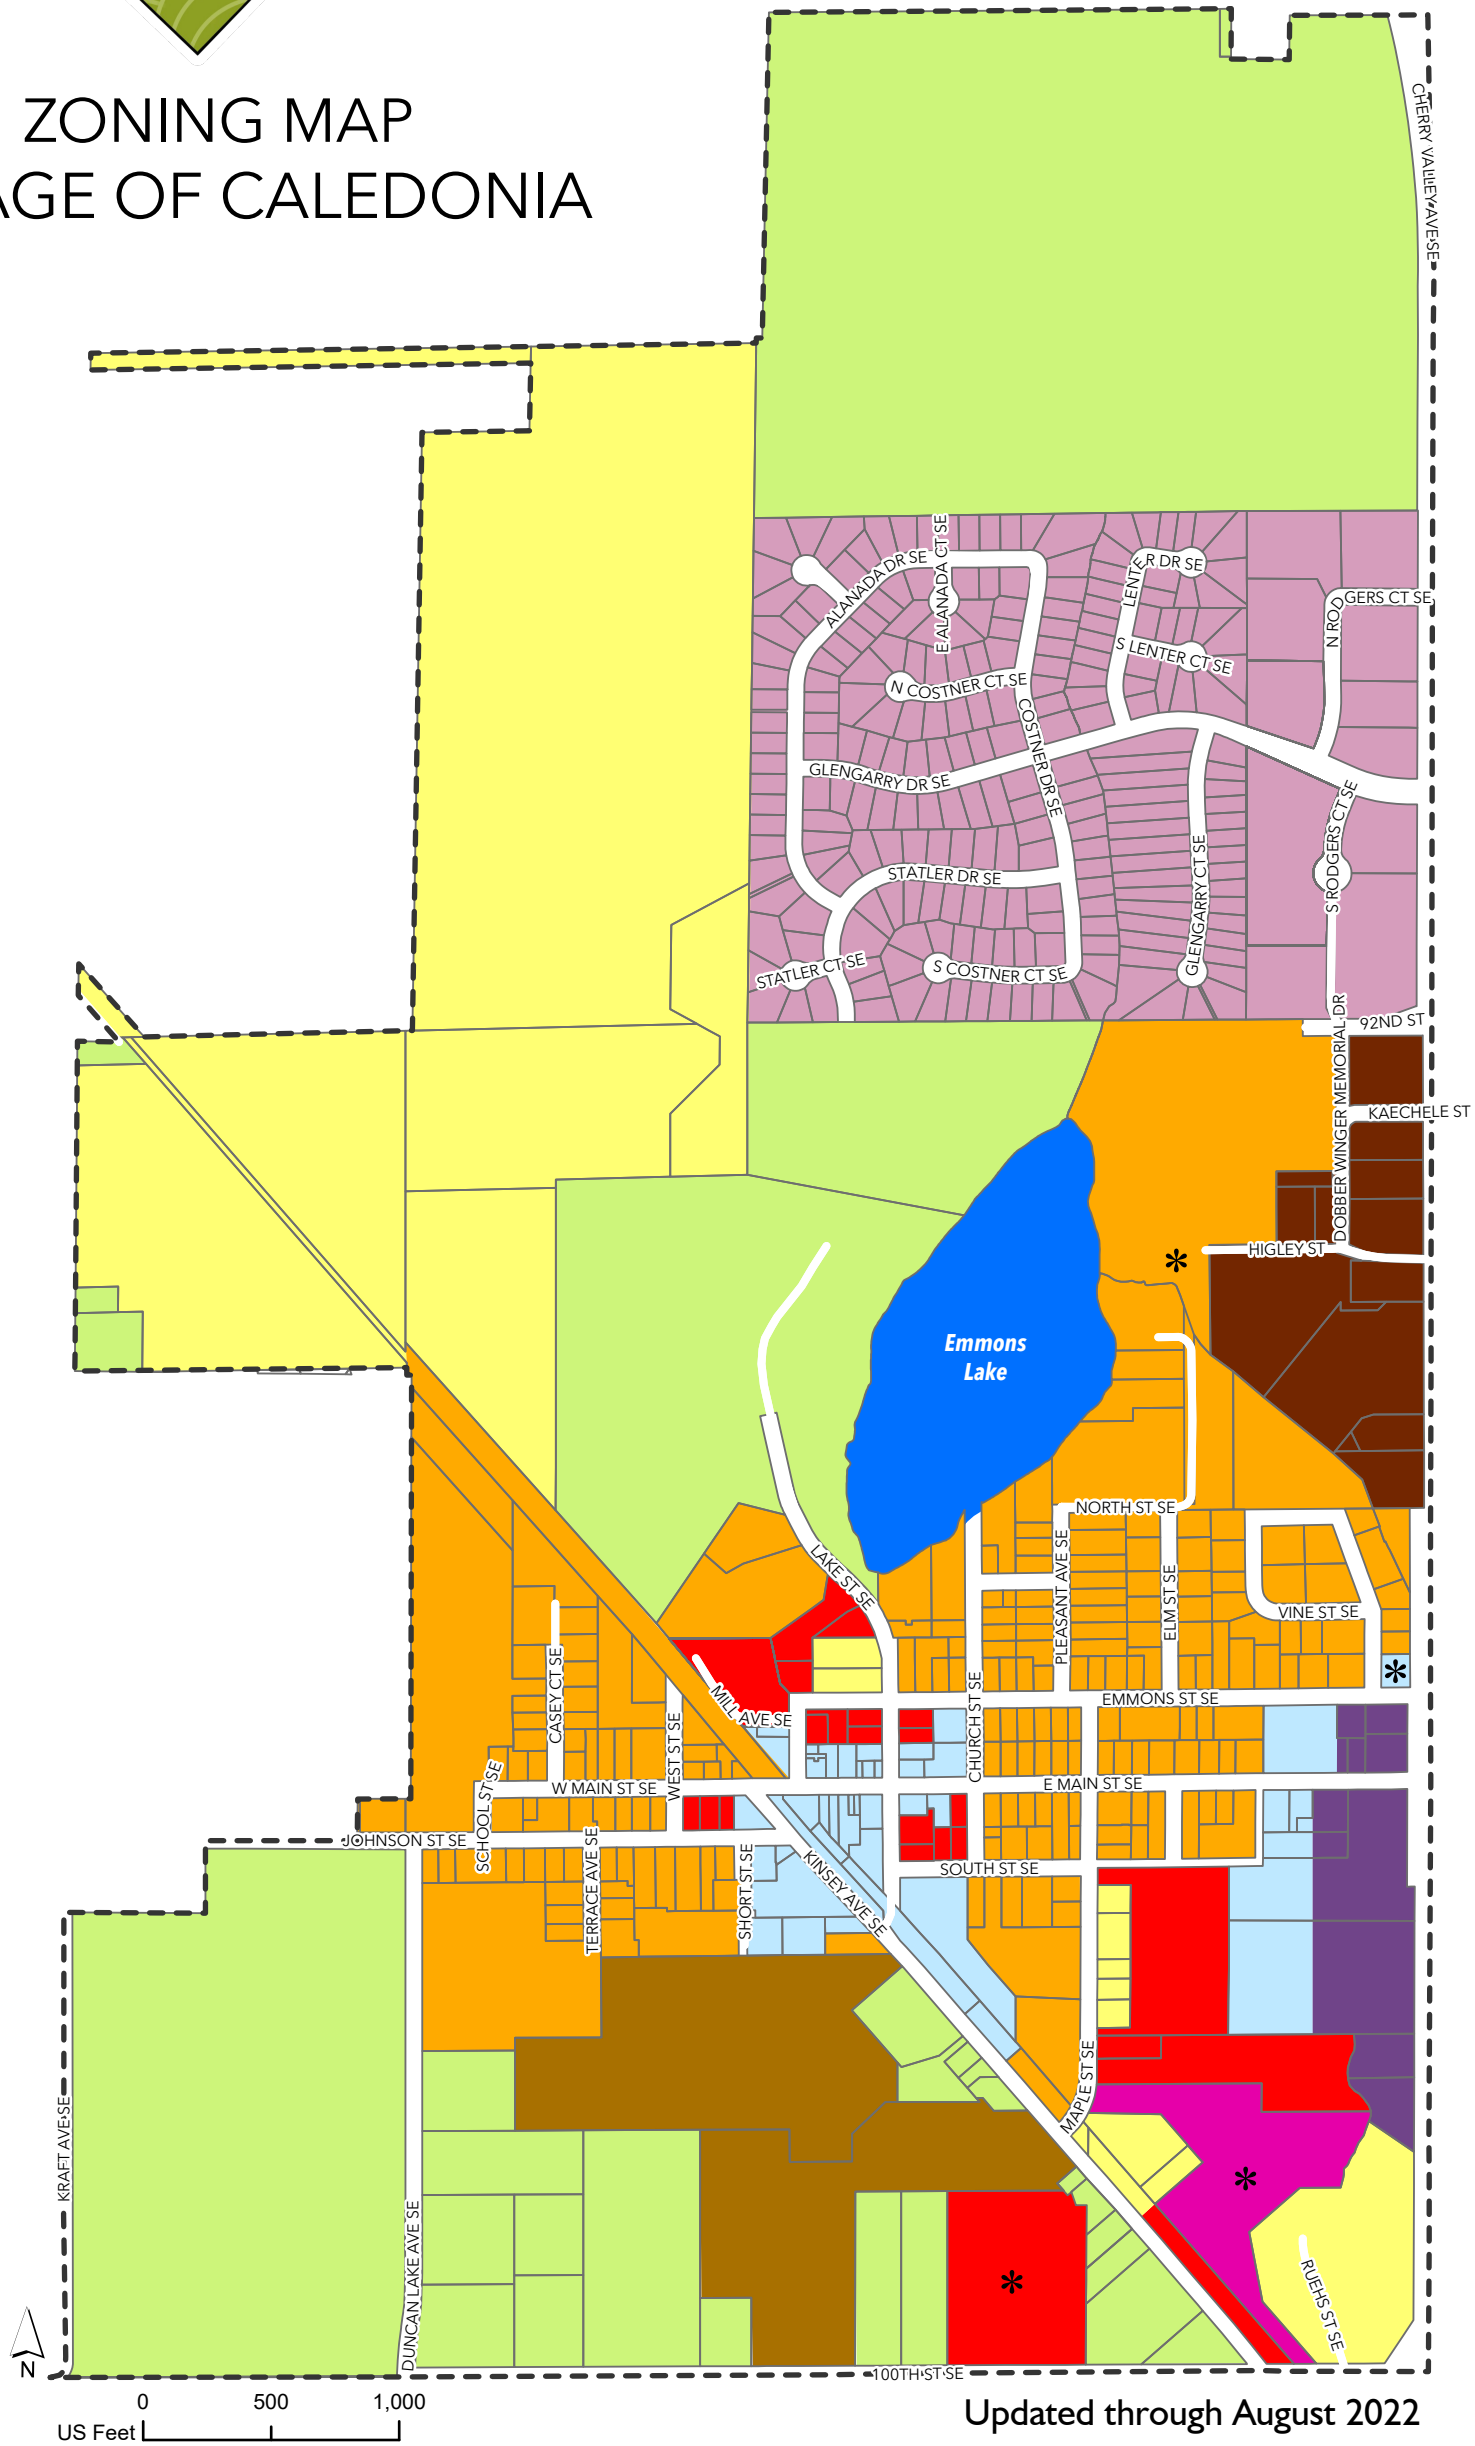 ZONING MAP
AGE OF CALEDONIA
CHERRY VALLEY AVE SE
ALANADA DR SE
E ALANADA CT SE
LENTER DR SE
N RODGERS CT SE
S LENTER CT SE
N COSTNER CT SE
COSTNER DR SE
GLENGARRY DR SE
S RODGERS CT SE
STATLER DR SE
GLENGARRY CT SE
STATLER CT SE
S COSTNER CT SE
92ND ST
DOBBER WINGER MEMORIAL DR
KAECHELE ST
HIGLEY ST
*
Emmons
Lake
NORTH ST SE
LAKE ST SE
PLEASANT AVE SE
ELM ST SE
VINE ST SE
CASEY CT SE
*
MILL AVE SE
EMMONS ST SE
WEST ST SE
CHURCH ST SE
W MAIN ST SE
E MAIN ST SE
SCHOOL ST SE
JOHNSON ST SE
TERRACE AVE SE
SHORT ST SE
KINSEY AVE SE
SOUTH ST SE
MAPLE ST SE
KRAFT AVE SE
DUNCAN LAKE AVE SE
*
*
RUEHS ST SE
N
100TH ST SE
0 500 1,000
US Feet
Updated through August 2022